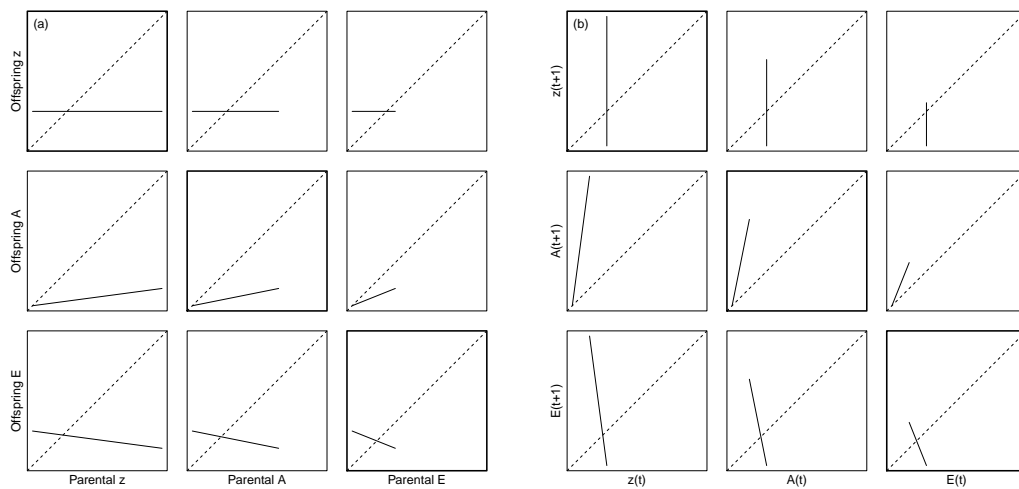 (a)
Offspring z
Offspring A
Offspring E
Parental z
Parental A
Parental E
(b)
z(t+1)
A(t+1)
E(t+1)
z(t)
A(t)
E(t)